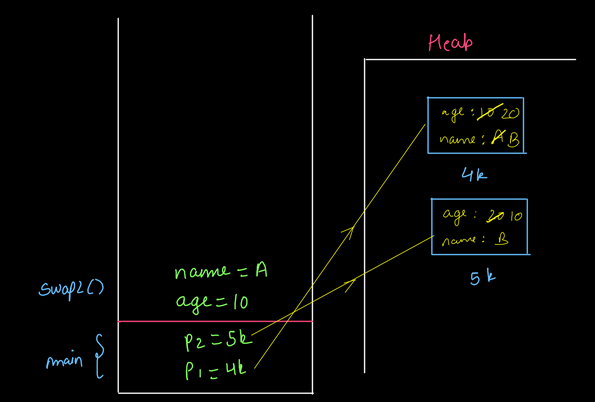 Heap
age : 10 20
name : A B
4k
age : 20 10
name : B
5k
name = A
age = 10
swap2()
P2 = 5k
P1 = 4k
main